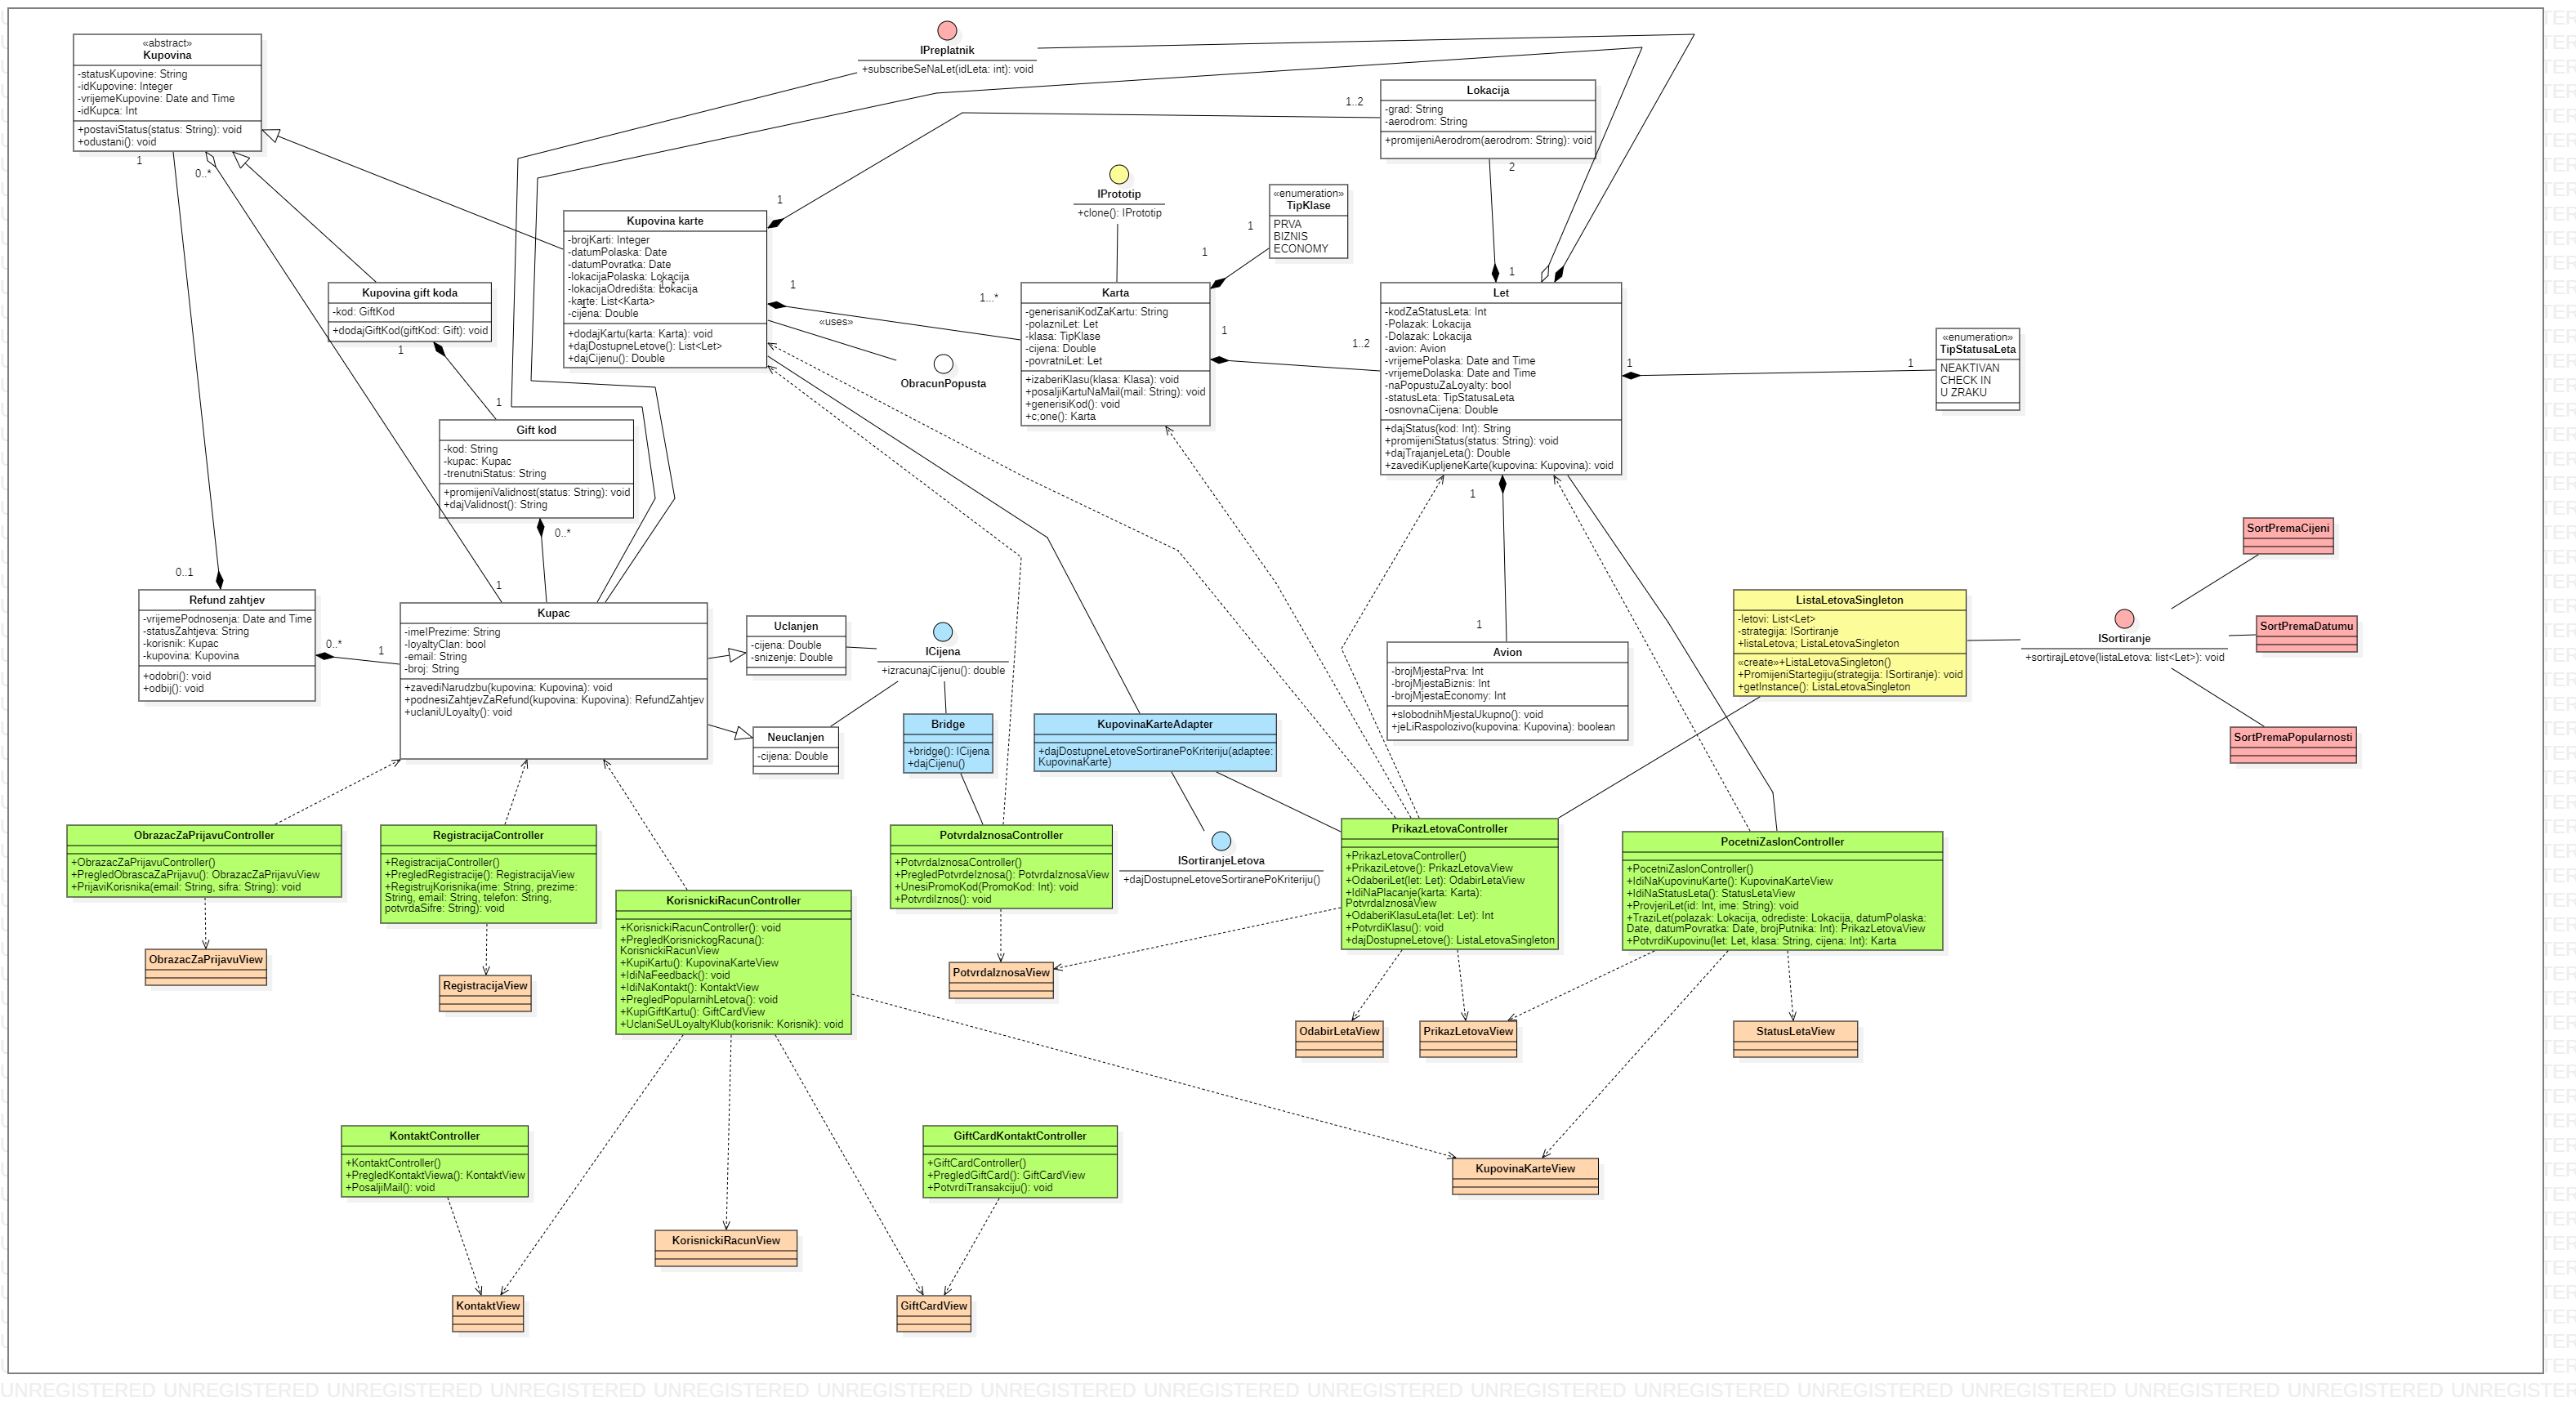 «abstract»
Kupovina
-statusKupovine: String
-idKupovine: Integer
-vrijemeKupovine: Date and Time
-idKupca: Int
+postaviStatus(status: String): void
+odustani(): void
1
0..*
IPreplatnik
+subscribeSeNaLet(idLeta: int): void
Lokacija
-grad: String
-aerodrom: String
+promijeniAerodrom(aerodrom: String): void
1..2
2
1
IPrototip
+clone(): IPrototip
«enumeration»
TipKlase
PRVA
BIZNIS
ECONOMY
1
1
Kupovina karte
-brojKarti: Integer
-datumPolaska: Date
-datumPovratka: Date
-lokacijaPolaska: Lokacija
-lokacijaOdredišta: Lokacija
-karte: List<Karta>
-cijena: Double
+dodajKartu(karta: Karta): void
+dajDostupneLetove(): List<Let>
+dajCijenu(): Double
1
1
1...*
«uses»
ObracunPopusta
Kupovina gift koda
-kod: GiftKod
+dodajGiftKod(giftKod: Gift): void
1
1
Karta
-generisaniKodZaKartu: String
-polazniLet: Let
-klasa: TipKlase
-cijena: Double
-povratniLet: Let
+izaberiKlasu(klasa: Klasa): void
+posaljiKartuNaMail(mail: String): void
+generisiKod(): void
+c;one(): Karta
1
1..2
1
Let
-kodZaStatusLeta: Int
-Polazak: Lokacija
-Dolazak: Lokacija
-avion: Avion
-vrijemePolaska: Date and Time
-vrijemeDolaska: Date and Time
-naPopustuZaLoyalty: bool
-statusLeta: TipStatusaLeta
-osnovnaCijena: Double
+dajStatus(kod: Int): String
+promijeniStatus(status: String): void
+dajTrajanjeLeta(): Double
+zavediKupljeneKarte(kupovina: Kupovina): void
1
1
«enumeration»
TipStatusaLeta
NEAKTIVAN
CHECK IN
U ZRAKU
1
1
Gift kod
-kod: String
-kupac: Kupac
-trenutniStatus: String
+promijeniValidnost(status: String): void
+dajValidnost(): String
0..*
1
0..1
Refund zahtjev
-vrijemePodnosenja: Date and Time
-statusZahtjeva: String
-korisnik: Kupac
-kupovina: Kupovina
+odobri(): void
+odbij(): void
0..*
1
Kupac
-imeIPrezime: String
-loyaltyClan: bool
-email: String
-broj: String
+zavediNarudzbu(kupovina: Kupovina): void
+podnesiZahtjevZaRefund(kupovina: Kupovina): RefundZahtjev
+uclaniULoyalty(): void
Uclanjen
-cijena: Double
-snizenje: Double
Neuclanjen
-cijena: Double
ICijena
+izracunajCijenu(): double
Bridge
+bridge(): ICijena
+dajCijenu()
KupovinaKarteAdapter
+dajDostupneLetoveSortiranePoKriteriju(adaptee:
KupovinaKarte)
ISortiranjeLetova
+dajDostupneLetoveSortiranePoKriteriju()
Avion
-brojMjestaPrva: Int
-brojMjestaBiznis: Int
-brojMjestaEconomy: Int
+slobodnihMjestaUkupno(): void
+jeLiRaspolozivo(kupovina: Kupovina): boolean
ListaLetovaSingleton
-letovi: List<Let>
-strategija: ISortiranje
+listaLetova; ListaLetovaSingleton
«create»+ListaLetovaSingleton()
+PromijeniStartegiju(strategija: ISortiranje): void
+getInstance(): ListaLetovaSingleton
ISortiranje
+sortirajLetove(listaLetova: list<Let>): void
SortPremaCijeni
SortPremaDatumu
SortPremaPopularnosti
ObrazacZaPrijavuController
+ObrazacZaPrijavuController()
+PregledObrascaZaPrijavu(): ObrazacZaPrijavuView
+PrijaviKorisnika(email: String, sifra: String): void
RegistracijaController
+RegistracijaController()
+PregledRegistracije(): RegistracijaView
+RegistrujKorisnika(ime: String, prezime:
String, email: String, telefon: String,
potvrdaSifre: String): void
KorisnickiRacunController
+KorisnickiRacunController(): void
+PregledKorisnickogRacuna():
KorisnickiRacunView
+KupiKartu(): KupovinaKarteView
+IdiNaFeedback(): void
+IdiNaKontakt(): KontaktView
+PregledPopularnihLetova(): void
+KupiGiftKartu(): GiftCardView
+UclaniSeULoyaltyKlub(korisnik: Korisnik): void
PotvrdaIznosaController
+PotvrdaIznosaController()
+PregledPotvrdeIznosa(): PotvrdaIznosaView
+UnesiPromoKod(PromoKod: Int): void
+PotvrdiIznos(): void
PrikazLetovaController
+PrikazLetovaController()
+PrikaziLetove(): PrikazLetovaView
+OdaberiLet(let: Let): OdabirLetaView
+IdiNaPlacanje(karta: Karta):
PotvrdaIznosaView
+OdaberiKlasuLeta(let: Let): Int
+PotvrdiKlasu(): void
+dajDostupneLetove(): ListaLetovaSingleton
PocetniZaslonController
+PocetniZaslonController()
+IdiNaKupovinuKarte(): KupovinaKarteView
+IdiNaStatusLeta(): StatusLetaView
+ProvjeriLet(id: Int, ime: String): void
+TraziLet(polazak: Lokacija, odrediste: Lokacija, datumPolaska:
Date, datumPovratka: Date, brojPutnika: Int): PrikazLetovaView
+PotvrdiKupovinu(let: Let, klasa: String, cijena: Int): Karta
ObrazacZaPrijavuView
RegistracijaView
PotvrdaIznosaView
OdabirLetaView
PrikazLetovaView
StatusLetaView
KontaktController
+KontaktController()
+PregledKontaktViewa(): KontaktView
+PosaljiMail(): void
GiftCardKontaktController
+GiftCardController()
+PregledGiftCard(): GiftCardView
+PotvrdiTransakciju(): void
KupovinaKarteView
KorisnickiRacunView
KontaktView
GiftCardView
UNREGISTERED UNREGISTERED UNREGISTERED UNREGISTERED UNREGISTERED UNREGISTERED UNREGISTERED UNREGISTERED UNREGISTERED UNREGISTERED UNREGISTERED UNREGISTERED UNREGISTERED UNREGISTERED UNREGISTERED UNREGISTERED